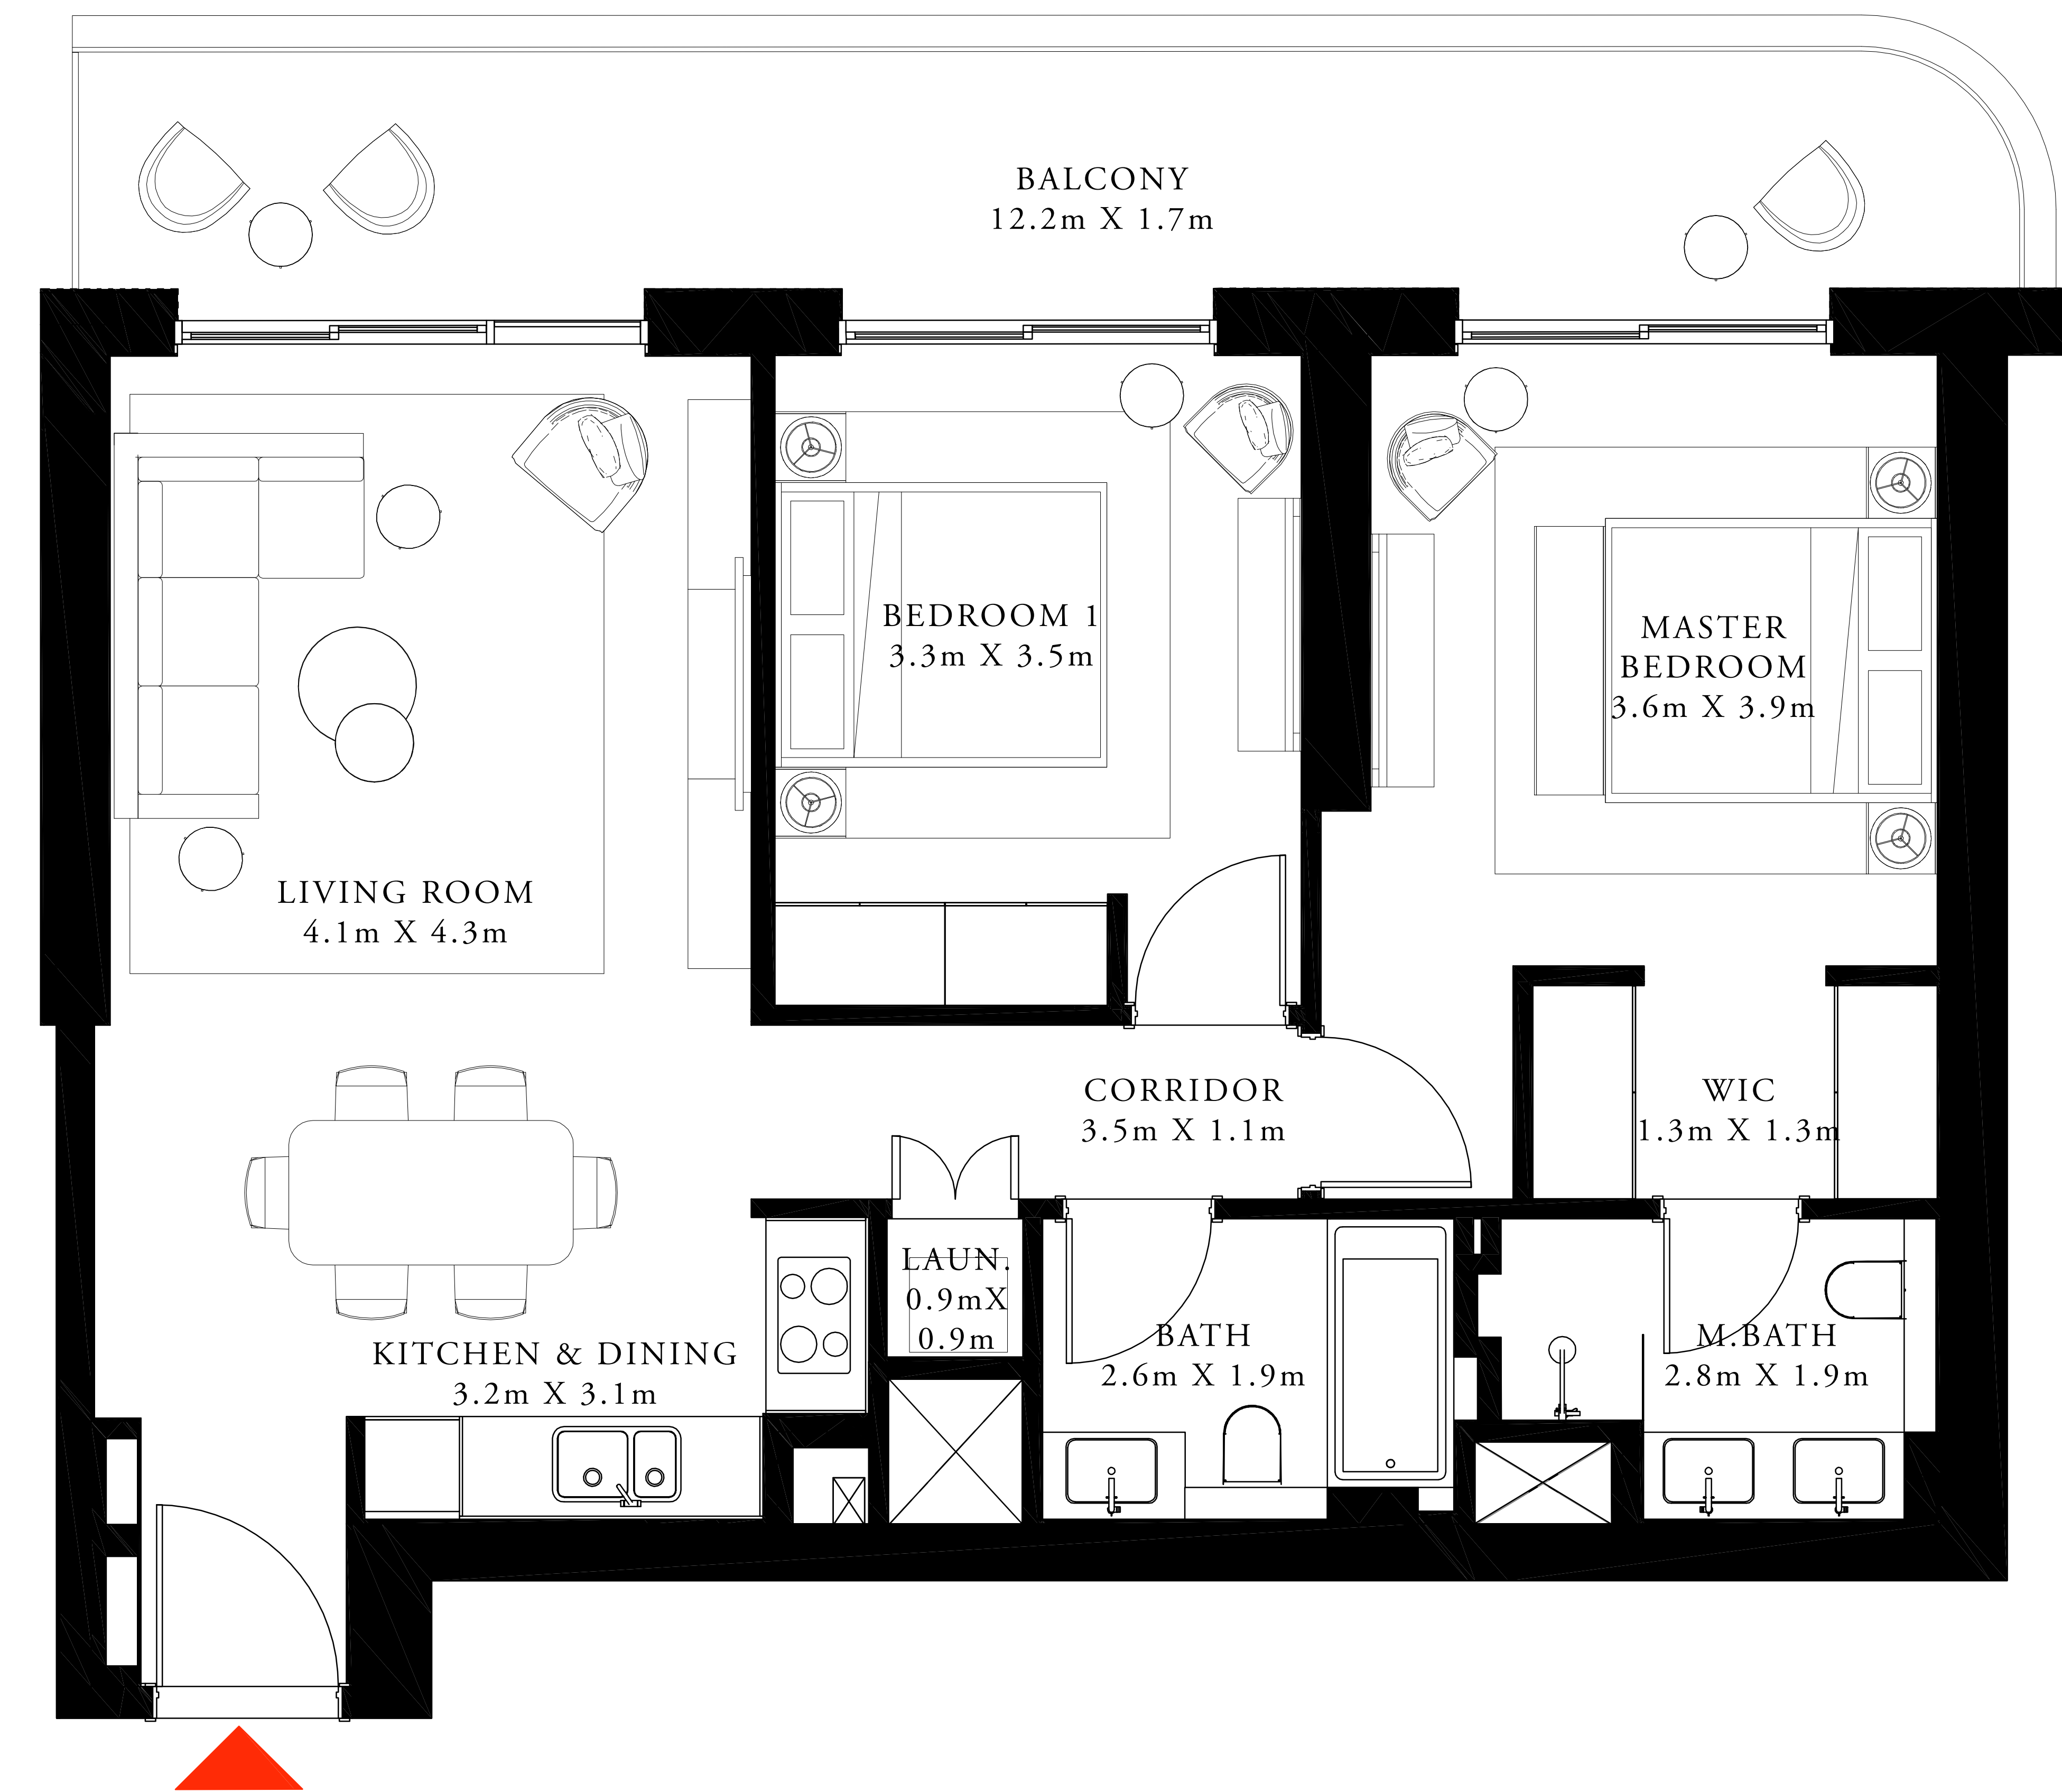 BALCONY
12.2m X 1.7m
BEDROOM 1
3.3m X 3.5m
MASTER
BEDROOM
3.6m X 3.9m
LIVING ROOM
4.1m X 4.3m
CORRIDOR
3.5m X 1.1m
WIC
1.3m X 1.3m
LAUN.
0.9mX
0.9m
BATH
2.6m X 1.9m
M.BATH
2.8m X 1.9m
KITCHEN & DINING
3.2m X 3.1m